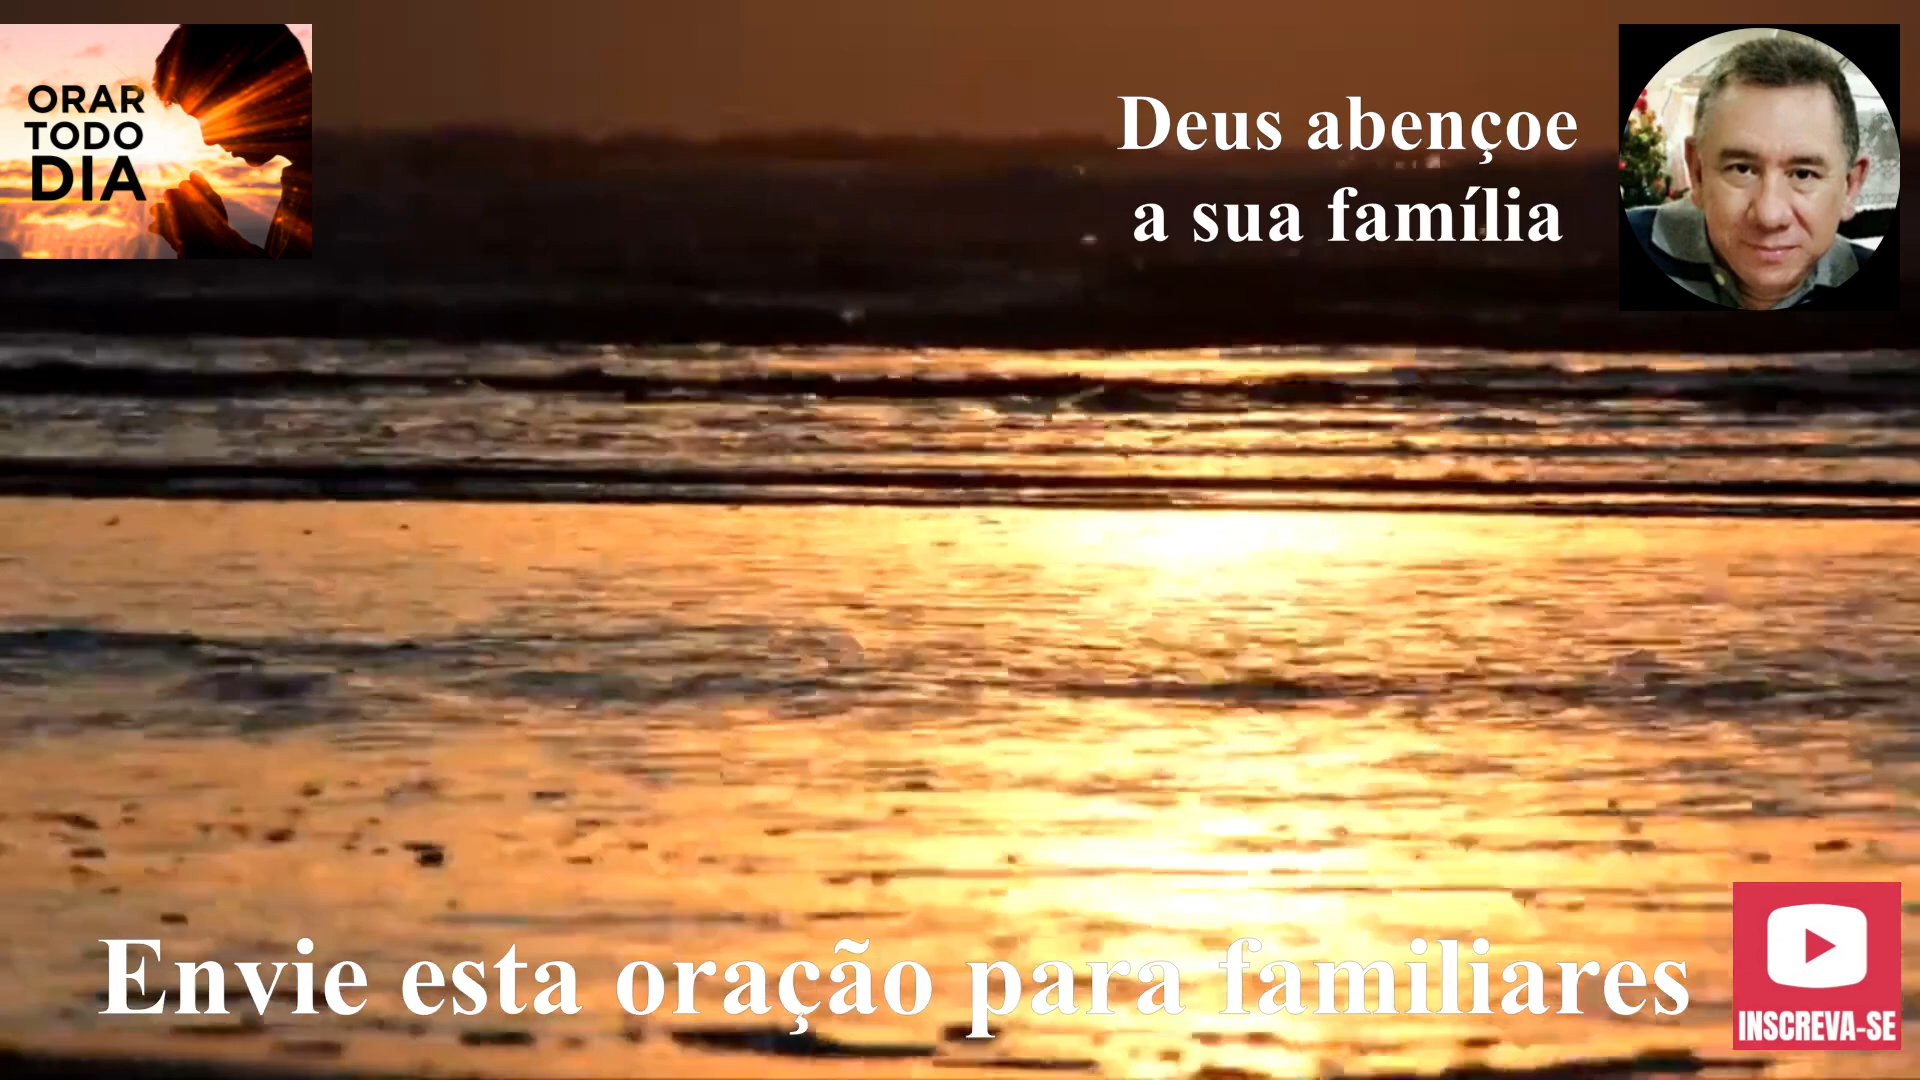 ORAR
TODO
DIA
Deus abençoe
a sua família
Envie esta oração para familiares
INSCREVA-SE